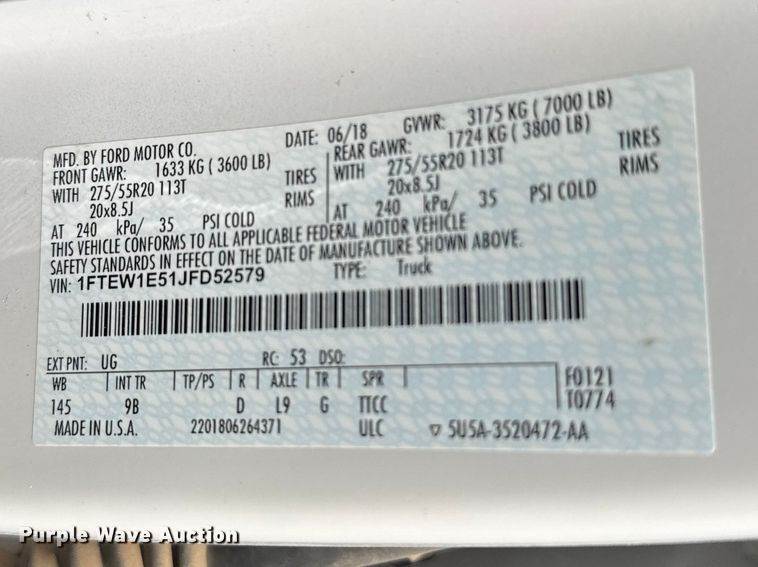 MFD. BY FORD MOTOR CO. DATE: 06/18 GVWR: 3175 KG ( 7000 LB)
FRONT GAWR: 1633 KG ( 3600 LB) REAR GAWR: 1724 KG ( 3800 LB)
WITH 275/55R20 113T TIRES WITH 275/55R20 113T TIRES
20x8.5J RIMS 20x8.5J RIMS
AT 240 kPa/ 35 PSI COLD AT 240 kPa/ 35 PSI COLD
THIS VEHICLE CONFORMS TO ALL APPLICABLE FEDERAL MOTOR VEHICLE
SAFETY STANDARDS IN EFFECT ON THE DATE OF MANUFACTURE SHOWN ABOVE.
VIN: 1FTEW1E51JFD52579 TYPE: Truck
EXT PNT: UG RC: 53 DSO:
WB INT TR TP/PS R AXLE TR SPR F0121
145 9B D L9 G TTCC T0774
MADE IN U.S.A. 2201806264371 ULC ▽ 5U5A-3520472-AA
Purple Wave Auction